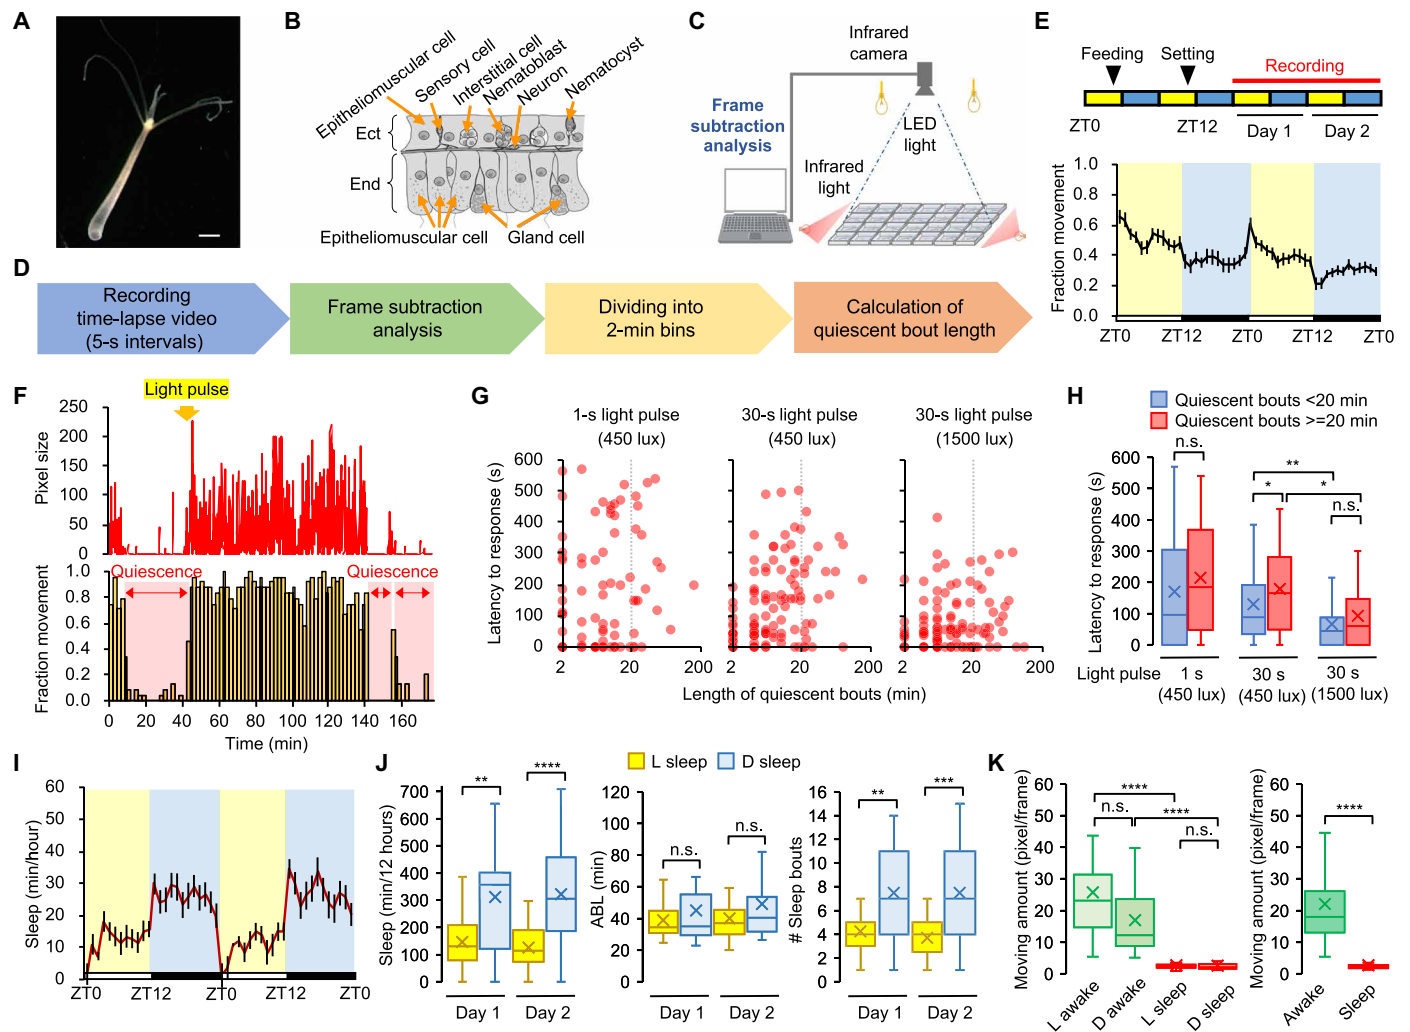 A
B
Epitheliomuscular cell
Sensory cell
Interstitial cell
Nematoblast
Neuron
Nematocyst
Ect
End
Epitheliomuscular cell
Gland cell
C
Infrared
camera
Frame
subtraction
analysis
LED
light
Infrared
light
D
Recording
time-lapse video
(5-s intervals)
Frame subtraction
analysis
Dividing into
2-min bins
Calculation of
quiescent bout length
E
Feeding
Setting
Recording
ZT0
ZT12
Day 1
Day 2
Fraction movement
1.0
0.8
0.6
0.4
0.2
0.0
ZT0
ZT12
ZT0
ZT12
ZT0
F
Light pulse
Pixel size
250
200
150
100
50
0
Quiescence
Quiescence
Fraction movement
1.0
0.8
0.6
0.4
0.2
0.0
0 20 40 60 80 100 120 140 160
Time (min)
G
1-s light pulse
(450 lux)
30-s light pulse
(450 lux)
30-s light pulse
(1500 lux)
Latency to response (s)
600
500
400
300
200
100
0
2 20 200
2 20 200
2 20 200
Length of quiescent bouts (min)
H
Quiescent bouts <20 min
Quiescent bouts >=20 min
Latency to response (s)
600
500
400
300
200
100
0
n.s.
**
*
*
n.s.
Light pulse
1 s
(450 lux)
30 s
(450 lux)
30 s
(1500 lux)
I
Sleep (min/hour)
60
50
40
30
20
10
0
ZT0
ZT12
ZT0
ZT12
ZT0
J
L sleep
D sleep
Sleep (min/12 hours)
700
600
500
400
300
200
100
0
**
****
Day 1
Day 2
ABL (min)
120
100
80
60
40
20
0
n.s.
n.s.
Day 1
Day 2
# Sleep bouts
16
14
12
10
8
6
4
2
0
**
***
Day 1
Day 2
K
Moving amount (pixel/frame)
60
50
40
30
20
10
0
****
n.s.
****
n.s.
L awake
D awake
L sleep
D sleep
Moving amount (pixel/frame)
60
50
40
30
20
10
0
****
Awake
Sleep